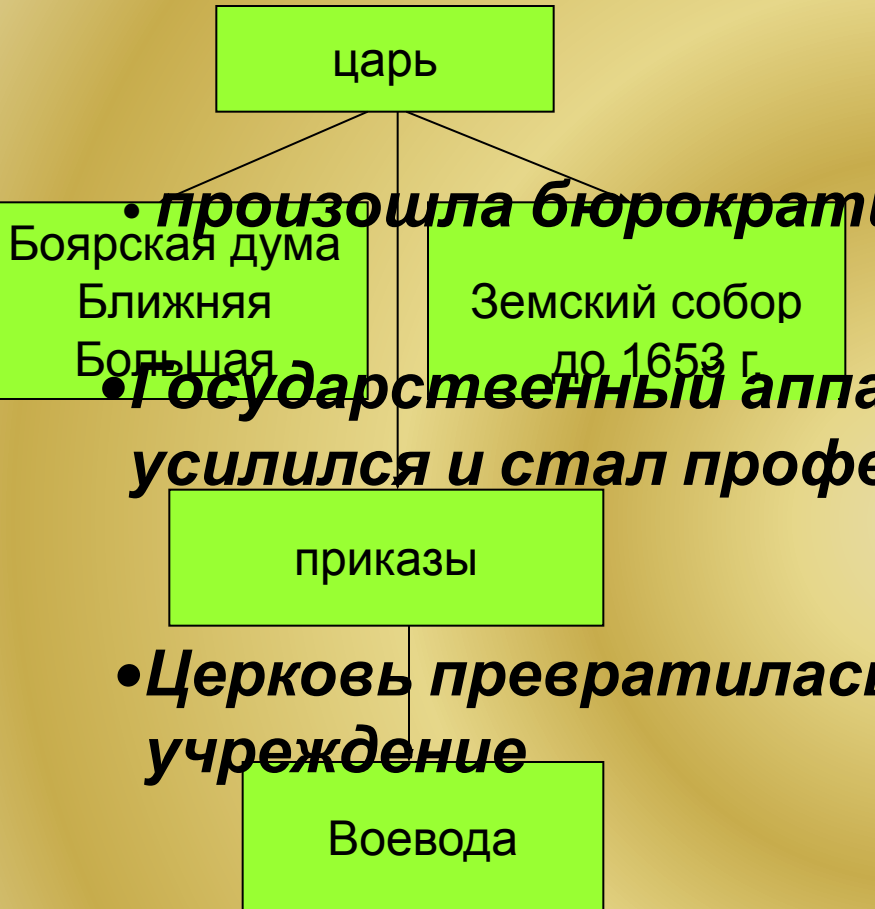 царь
• произошла бюрократи
Боярская дума
Ближняя
Большая
Земский собор
до 1653 г.
•Государственный аппа
усилился и стал профе
приказы
•Церковь превратилась
учреждение
Воевода